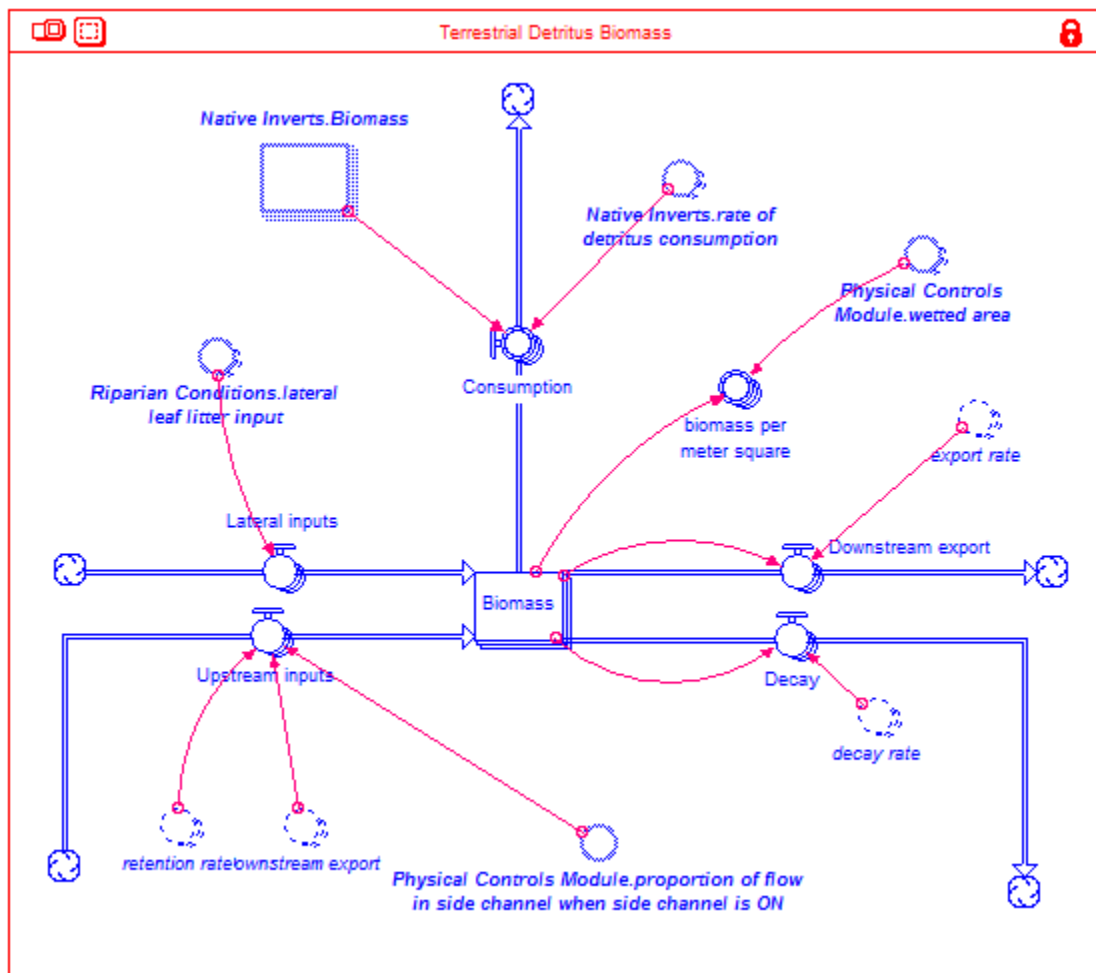 Terrestrial Detritus Biomass
Native Inverts.Biomass
Native Inverts.rate of
detritus consumption
Physical Controls
Module.wetted area
Consumption
Riparian Conditions.lateral
leaf litter input
biomass per
meter square
export rate
Lateral inputs
Downstream export
Biomass
Upstream inputs
Decay
decay rate
retention rate
ownstream export
Physical Controls Module.proportion of flow
in side channel when side channel is ON